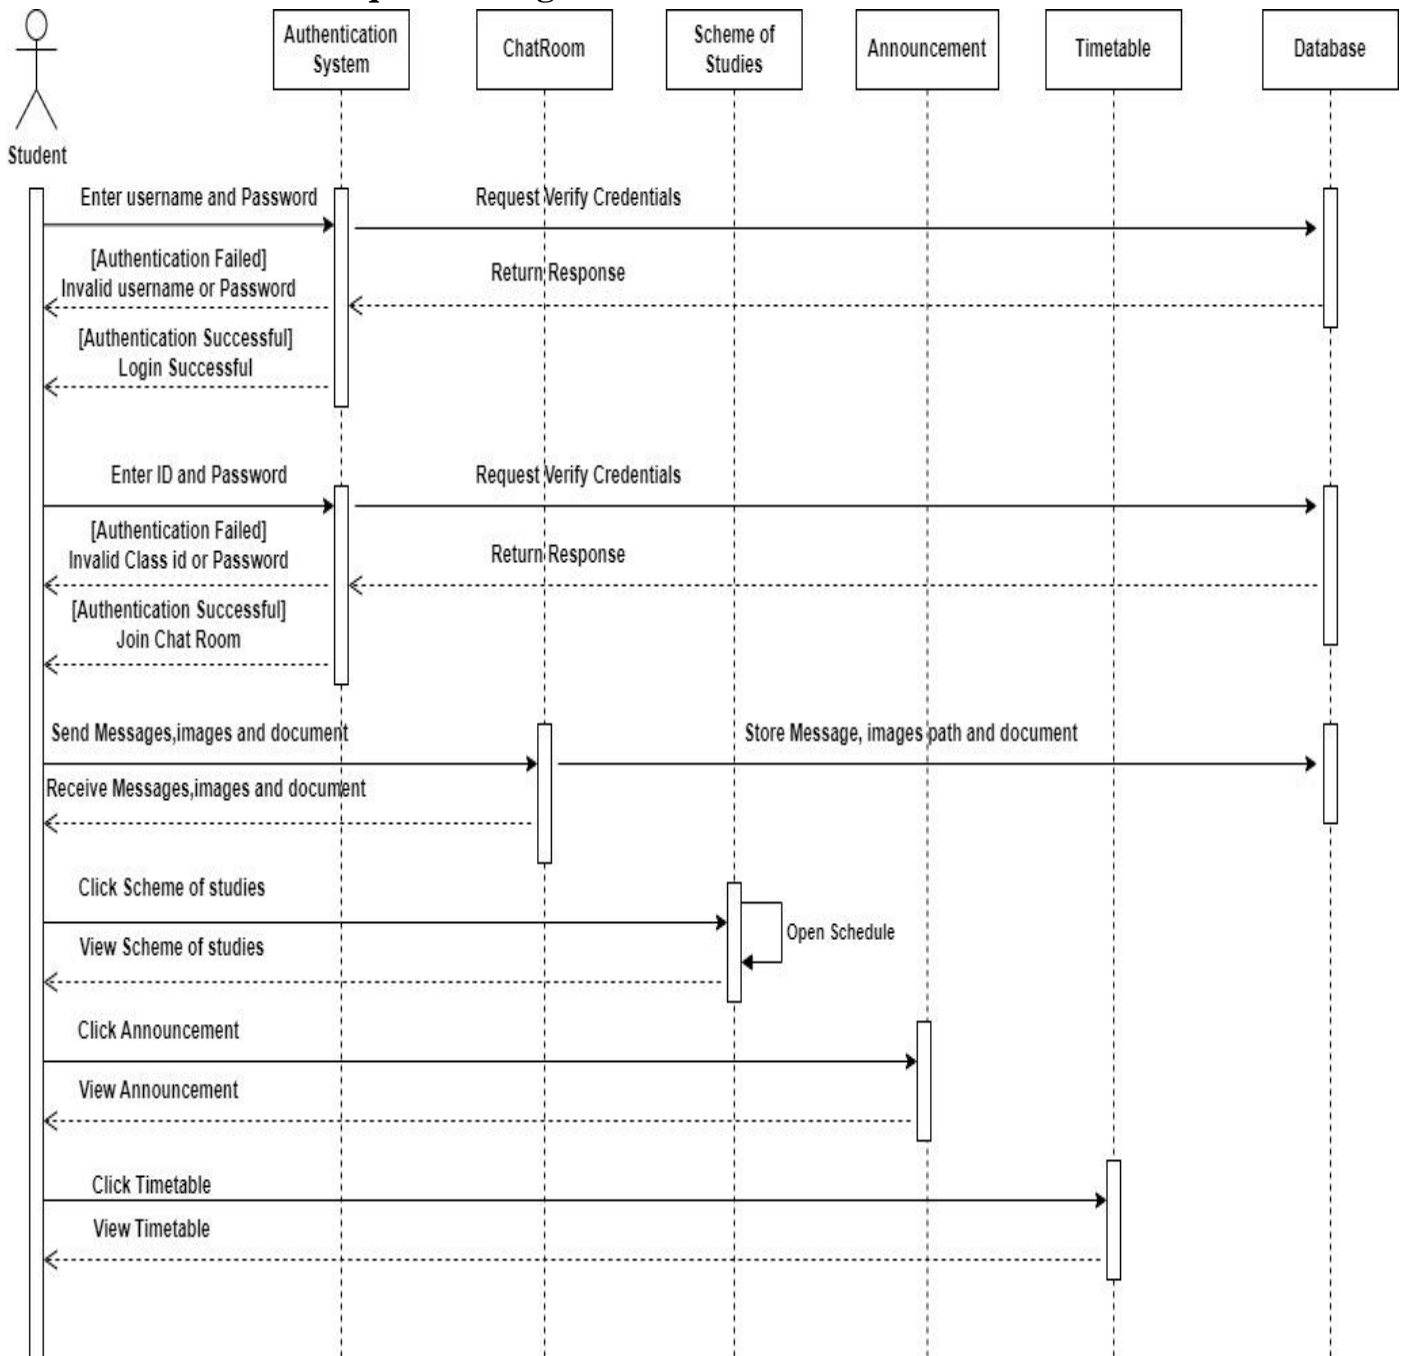 Authentication
System
ChatRoom
Scheme of
Studies
Announcement
Timetable
Database
Student
Enter username and Password
Request Verify Credentials
[Authentication Failed]
Invalid username or Password
Return Response
[Authentication Successful]
Login Successful
Enter ID and Password
Request Verify Credentials
[Authentication Failed]
Invalid Class id or Password
Return Response
[Authentication Successful]
Join Chat Room
Send Messages,images and document
Store Message, images path and document
Receive Messages,images and document
Click Scheme of studies
Open Schedule
View Scheme of studies
Click Announcement
View Announcement
Click Timetable
View Timetable